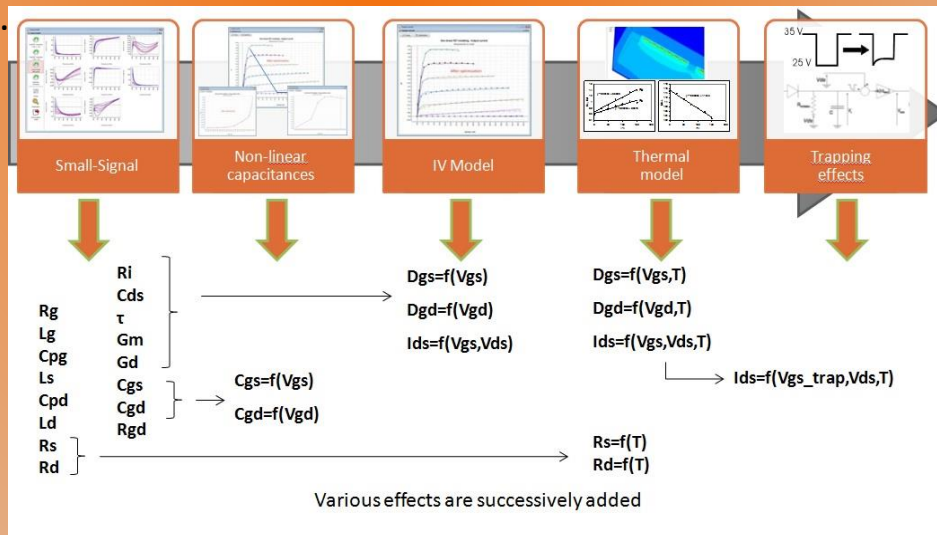 35 V
25 V
Small-Signal
Non-linear
capacitances
IV Model
Thermal
model
Trapping
effects
Rg
Lg
Cpg
Ls
Cpd
Ld
Rs
Rd
Ri
Cds
τ
Gm
Gd
Cgs
Cgd
Rgd
Cgs=f(Vgs)
Cgd=f(Vgd)
Dgs=f(Vgs)
Dgd=f(Vgd)
Ids=f(Vgs,Vds)
Dgs=f(Vgs,T)
Dgd=f(Vgd,T)
Ids=f(Vgs,Vds,T)
Ids=f(Vgs_trap,Vds,T)
Rs=f(T)
Rd=f(T)
Various effects are successively added